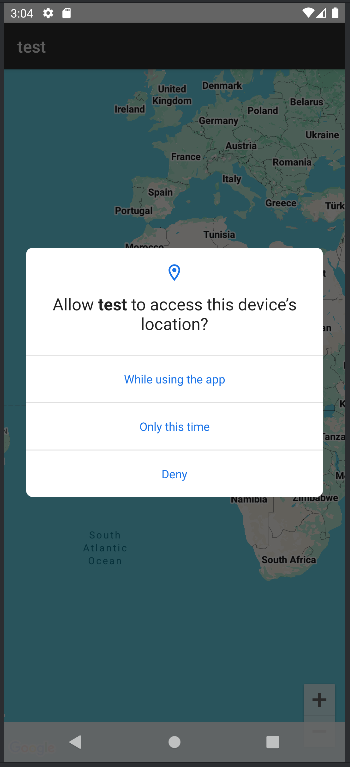 3:04
test
Denmark
United
Kingdom
Ireland
Belarus
Poland
Germany
Ukraine
Austria
France
Romania
Italy
Spain
Greece
Portugal
Türk
Tunisia
Morocco
Allow test to access this device's
location?
While using the app
Only this time
Deny
Tanza
Namibia
Zimbabwe
South
Atlantic
Ocean
South Africa
+